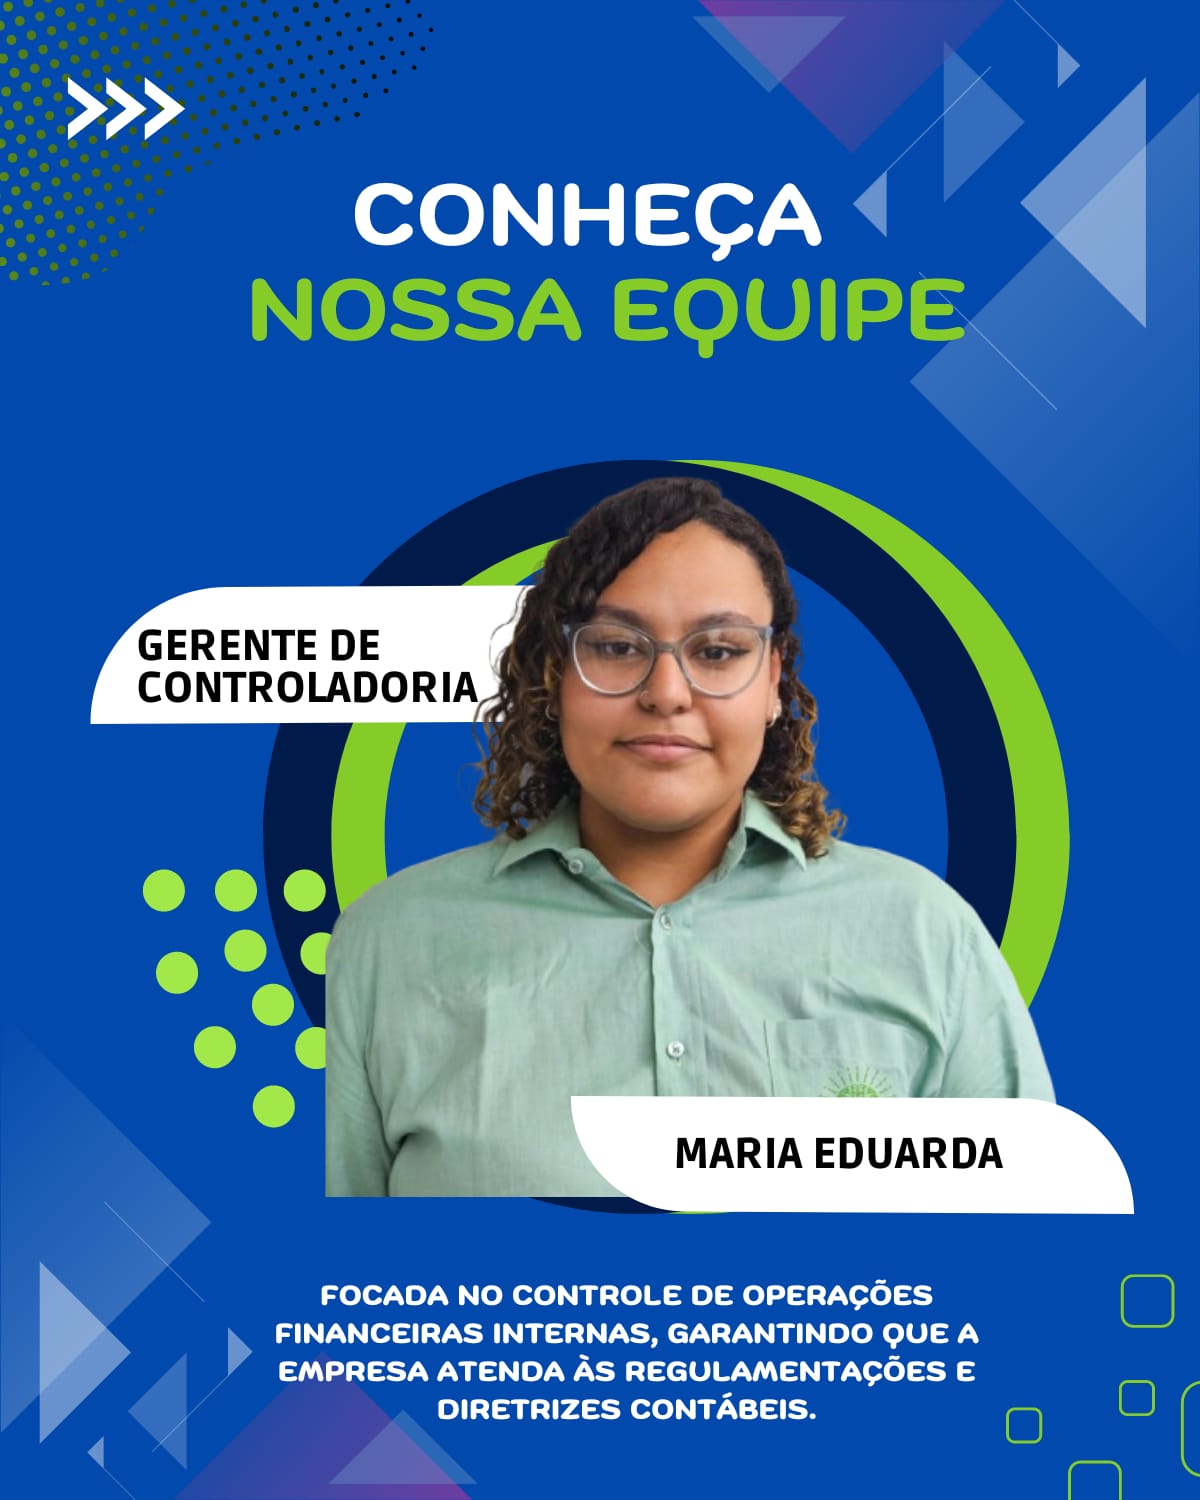 CONHEÇA
NOSSA EQUIPE
GERENTE DE
CONTROLADORIA
MARIA EDUARDA
FOCADA NO CONTROLE DE OPERAÇÕES
FINANCEIRAS INTERNAS, GARANTINDO QUE A
EMPRESA ATENDA ÀS REGULAMENTAÇÕES E
DIRETRIZES CONTÁBEIS.